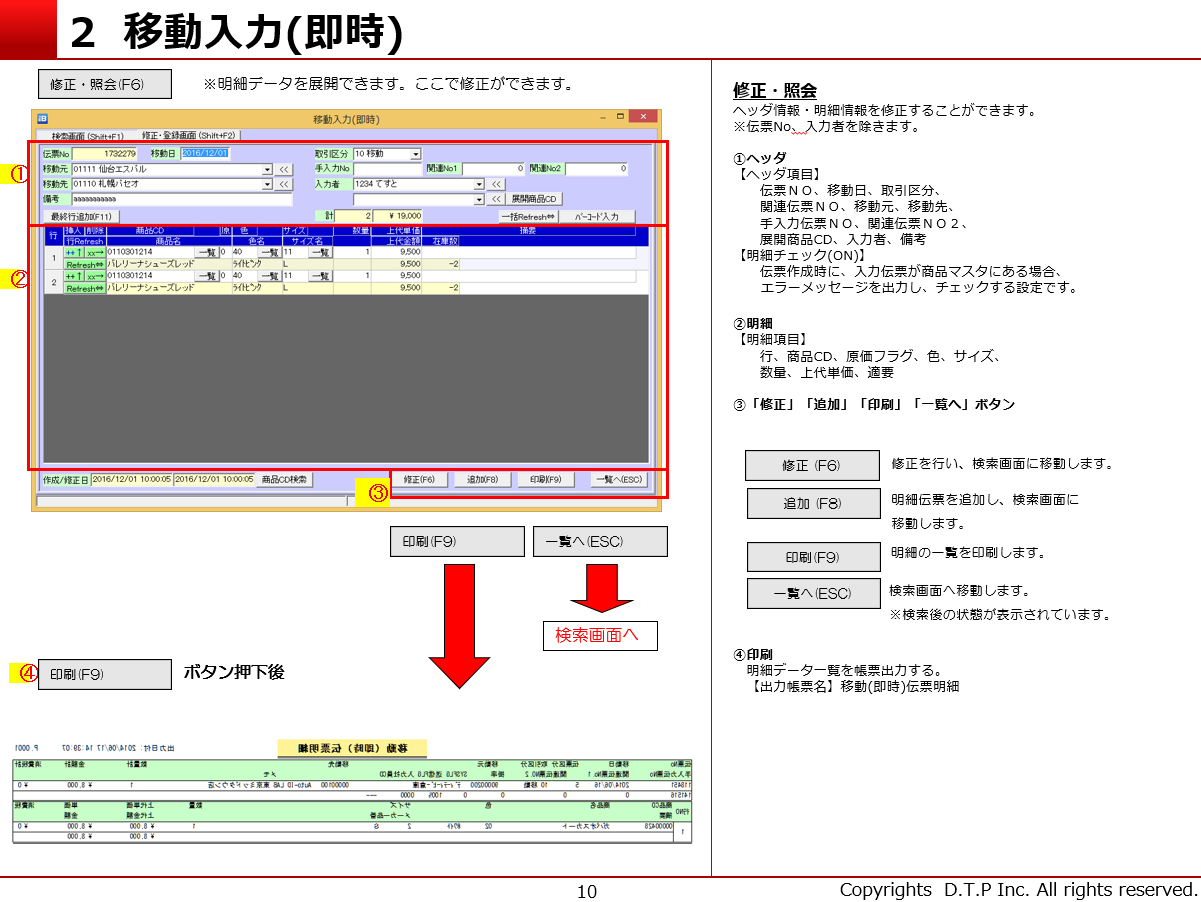 2 移動入力(即時)
修正・照会(F6)
※明細データを展開できます。ここで修正ができます。
移動入力(即時)
検索画面 (Shift+F1) 修正・登録画面 (Shift+F2)
①
伝票No 1732279 移動日 2016/12/01 取引区分 10 移動
移動元 01111 仙台エスパル << 手入力No 関連No1 0 関連No2 0
移動先 01110 札幌パセオ << 入力者 1234 てすと <<
備考 aaaaaaaaaaa << 展開商品CD
最終行追加(F11) 計 2 ¥ 19,000 一括Refresh⇔ バーコード入力
行 挿入 削除 商品CD 原 色 サイズ 数量 上代単価 摘要
行Refresh 商品名 色名 サイズ名 上代金額 在庫数
②
1 ++↑ xx→ 0110301214 一覧 0 40 一覧 11 一覧 1 9,500
Refresh⇔ バレリーナシューズレッド ライトピンク L 9,500 -2
2 ++↑ xx→ 0110301214 一覧 0 40 一覧 11 一覧 1 9,500
Refresh⇔ バレリーナシューズレッド ライトピンク L 9,500 -2
作成/修正日 2016/12/01 10:00:05 2016/12/01 10:00:05 商品CD検索 修正(F6) 追加(F8) 印刷(F9) 一覧へ(ESC)
③
印刷(F9)
一覧へ(ESC)
検索画面へ
④
印刷(F9)
ボタン押下後
移動(即時)伝票明細
出力日付: 2014/06/17 14:39:07 P. 0001
修正・照会
ヘッダ情報・明細情報を修正することができます。
※伝票No、入力者を除きます。
①ヘッダ
【ヘッダ項目】
伝票NO、移動日、取引区分、
関連伝票NO、移動元、移動先、
手入力伝票NO、関連伝票NO2、
展開商品CD、入力者、備考
【明細チェック(ON)】
伝票作成時に、入力伝票が商品マスタにある場合、
エラーメッセージを出力し、チェックする設定です。
②明細
【明細項目】
行、商品CD、原価フラグ、色、サイズ、
数量、上代単価、適要
③「修正」「追加」「印刷」「一覧へ」ボタン
修正 (F6)
修正を行い、検索画面に移動します。
追加 (F8)
明細伝票を追加し、検索画面に
移動します。
印刷(F9)
明細の一覧を印刷します。
一覧へ(ESC)
検索画面へ移動します。
※検索後の状態が表示されています。
④印刷
明細データ一覧を帳票出力する。
【出力帳票名】移動(即時)伝票明細
10
Copyrights D.T.P Inc. All rights reserved.